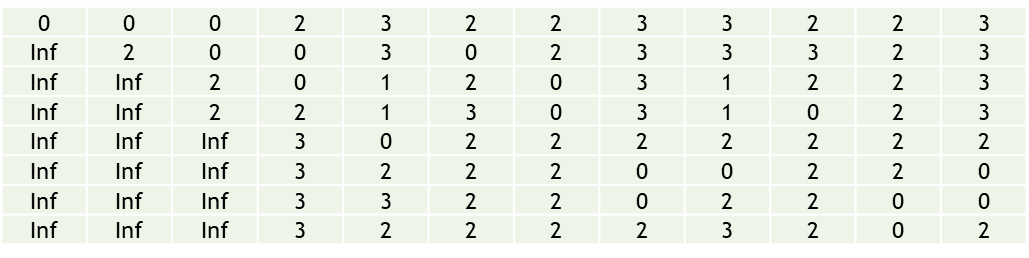 0 0 0 2 3 2 2 3 3 2 2 3
Inf 2 0 0 3 0 2 3 3 3 2 3
Inf Inf 2 0 1 2 0 3 1 2 2 3
Inf Inf 2 2 1 3 0 3 1 0 2 3
Inf Inf Inf 3 0 2 2 2 2 2 2 2
Inf Inf Inf 3 2 2 2 0 0 2 2 0
Inf Inf Inf 3 3 2 2 0 2 2 0 0
Inf Inf Inf 3 2 2 2 2 3 2 0 2